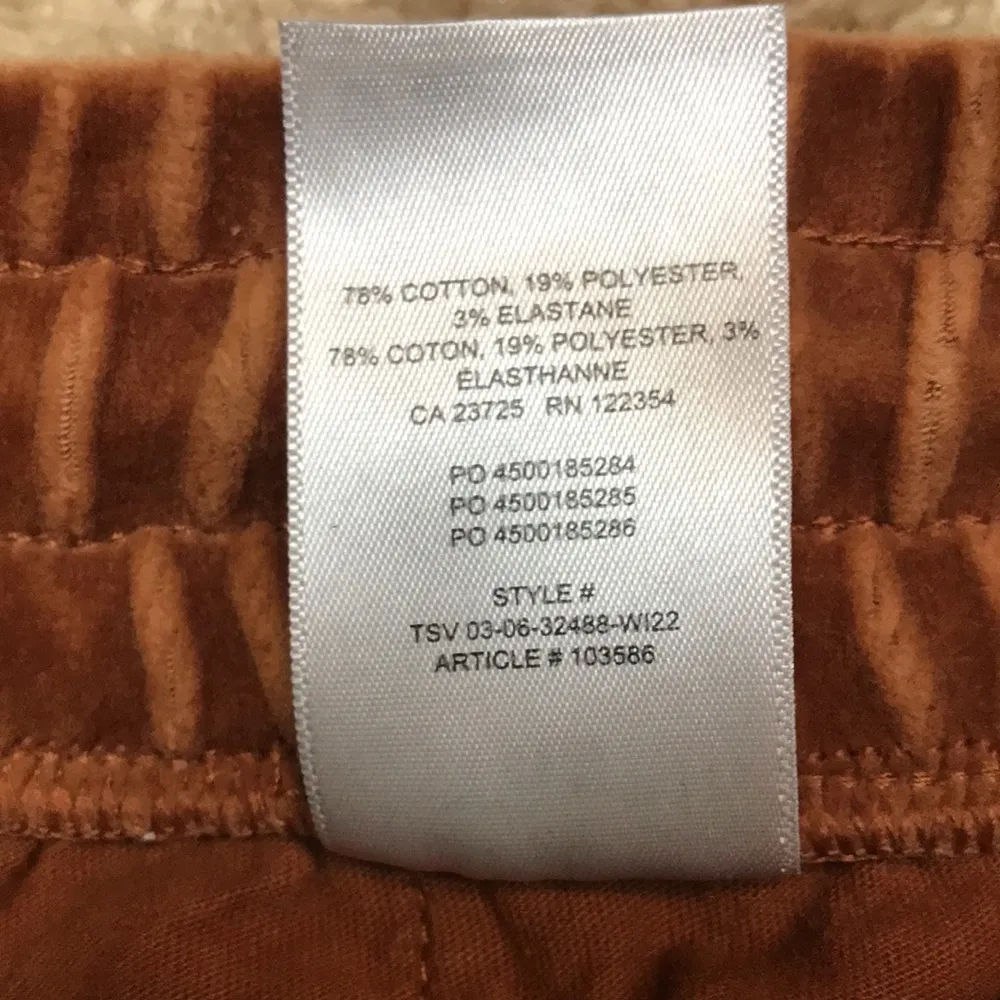 78% COTTON, 19% POLYESTER,
3% ELASTANE
78% COTON, 19% POLYESTER, 3%
ELASTHANNE
CA 23725 RN 122354
PO 4500185284
PO 4500185285
PO 4500185286
STYLE #
TSV 03-06-32488-WI22
ARTICLE # 103586